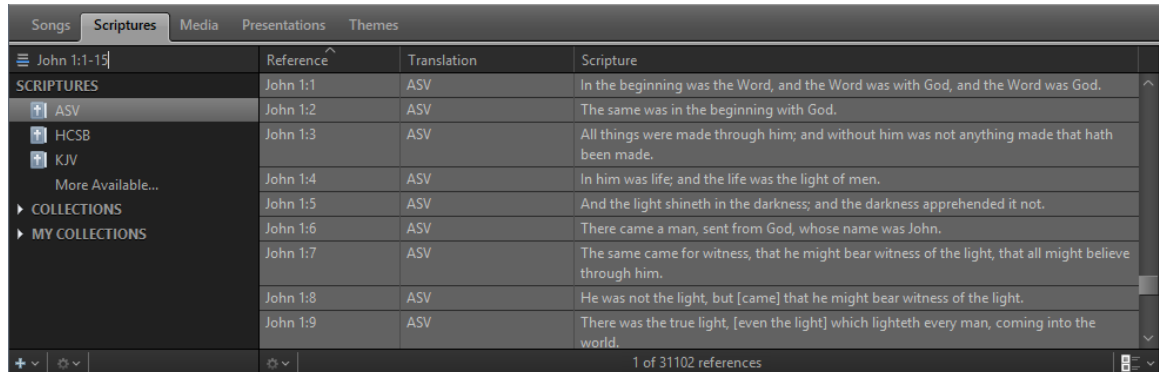 Songs Scriptures Media Presentations Themes
John 1:1-15 Reference Translation Scripture
SCRIPTURES John 1:1 ASV In the beginning was the Word, and the Word was with God, and the Word was God.
ASV John 1:2 ASV The same was in the beginning with God.
HCSB John 1:3 ASV All things were made through him; and without him was not anything made that hath
KJV been made.
More Available... John 1:4 ASV In him was life; and the life was the light of men.
COLLECTIONS John 1:5 ASV And the light shineth in the darkness; and the darkness apprehended it not.
MY COLLECTIONS John 1:6 ASV There came a man, sent from God, whose name was John.
John 1:7 ASV The same came for witness, that he might bear witness of the light, that all might believe
through him.
John 1:8 ASV He was not the light, but [came] that he might bear witness of the light.
John 1:9 ASV There was the true light, [even the light] which lighteth every man, coming into the
world.
1 of 31102 references